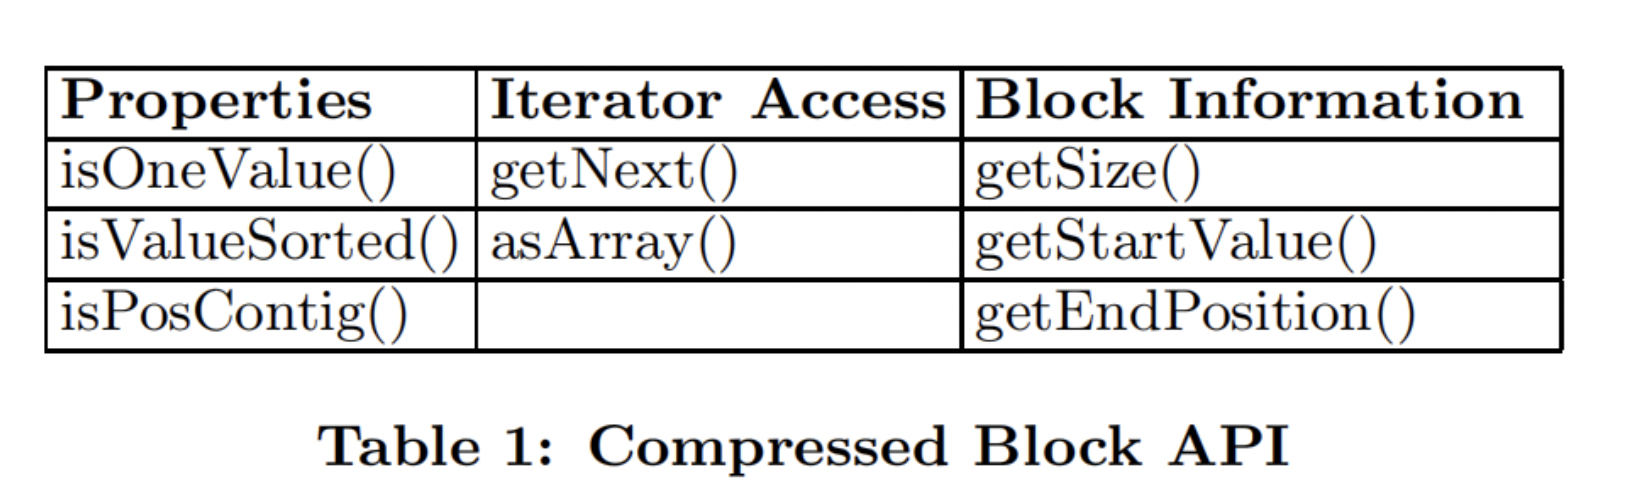 Properties Iterator Access Block Information
isOneValue() getNext() getSize()
isValueSorted() asArray() getStartValue()
isPosContig() getEndPosition()
Table 1: Compressed Block API